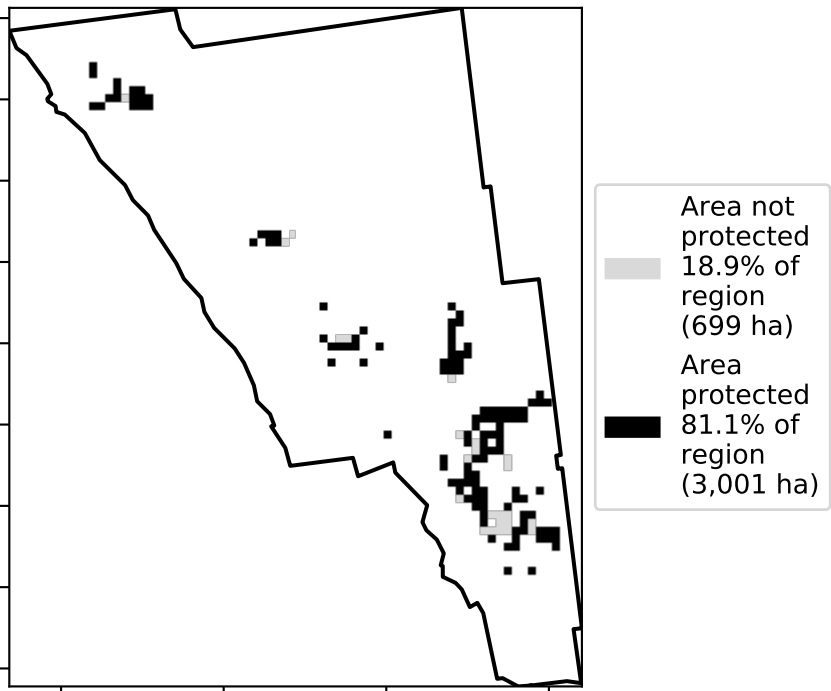 Area not
protected
18.9% of
region
(699 ha)
Area
protected
81.1% of
region
(3,001 ha)